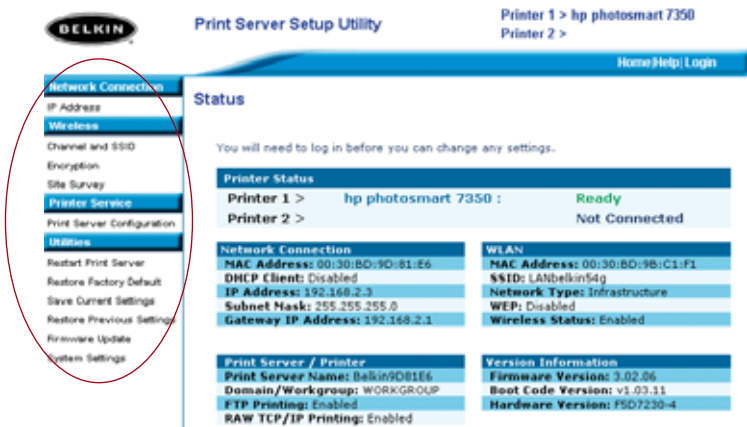 BELKIN
Print Server Setup Utility
Printer 1 > hp photosmart 7350
Printer 2 >
Home|Help|Login
Network Connection
IP Address
Wireless
Channel and SSID
Encryption
Site Survey
Printer Service
Print Server Configuration
Utilities
Restart Print Server
Restore Factory Default
Save Current Settings
Restore Previous Settings
Firmware Update
System Settings
Status
You will need to log in before you can change any settings.
Printer Status
Printer 1 > hp photosmart 7350 : Ready
Printer 2 > Not Connected
Network Connection
MAC Address: 00:30:BD:9D:81:E6
DHCP Client: Disabled
IP Address: 192.168.2.3
Subnet Mask: 255.255.255.0
Gateway IP Address: 192.168.2.1
WLAN
MAC Address: 00:30:BD:9B:C1:F1
SSID: LANbelkin54g
Network Type: Infrastructure
WEP: Disabled
Wireless Status: Enabled
Print Server / Printer
Print Server Name: Belkin9D81E6
Domain/Workgroup: WORKGROUP
FTP Printing: Enabled
RAW TCP/IP Printing: Enabled
Version Information
Firmware Version: 3.02.06
Boot Code Version: v1.03.11
Hardware Version: F5D7230-4